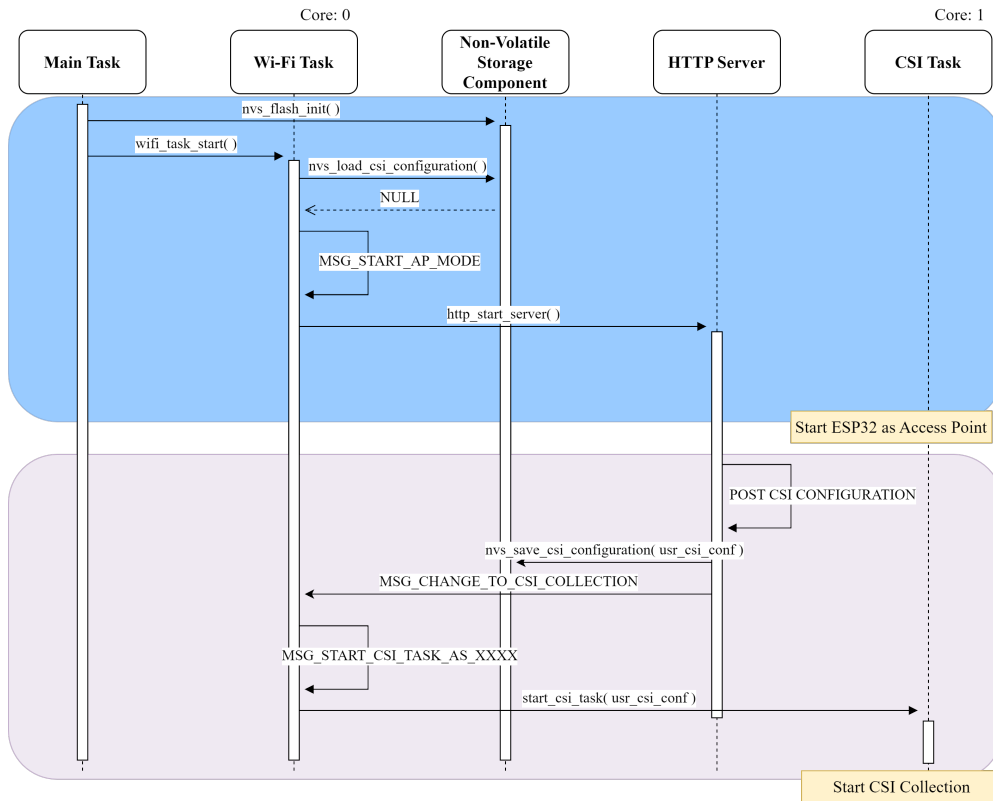 Core: 0
Core: 1
Main Task
Wi-Fi Task
Non-Volatile
Storage
Component
HTTP Server
CSI Task
nvs_flash_init( )
wifi_task_start( )
nvs_load_csi_configuration( )
NULL
MSG_START_AP_MODE
http_start_server( )
Start ESP32 as Access Point
POST CSI CONFIGURATION
nvs_save_csi_configuration( usr_csi_conf )
MSG_CHANGE_TO_CSI_COLLECTION
MSG_START_CSI_TASK_AS_XXXX
start_csi_task( usr_csi_conf )
Start CSI Collection